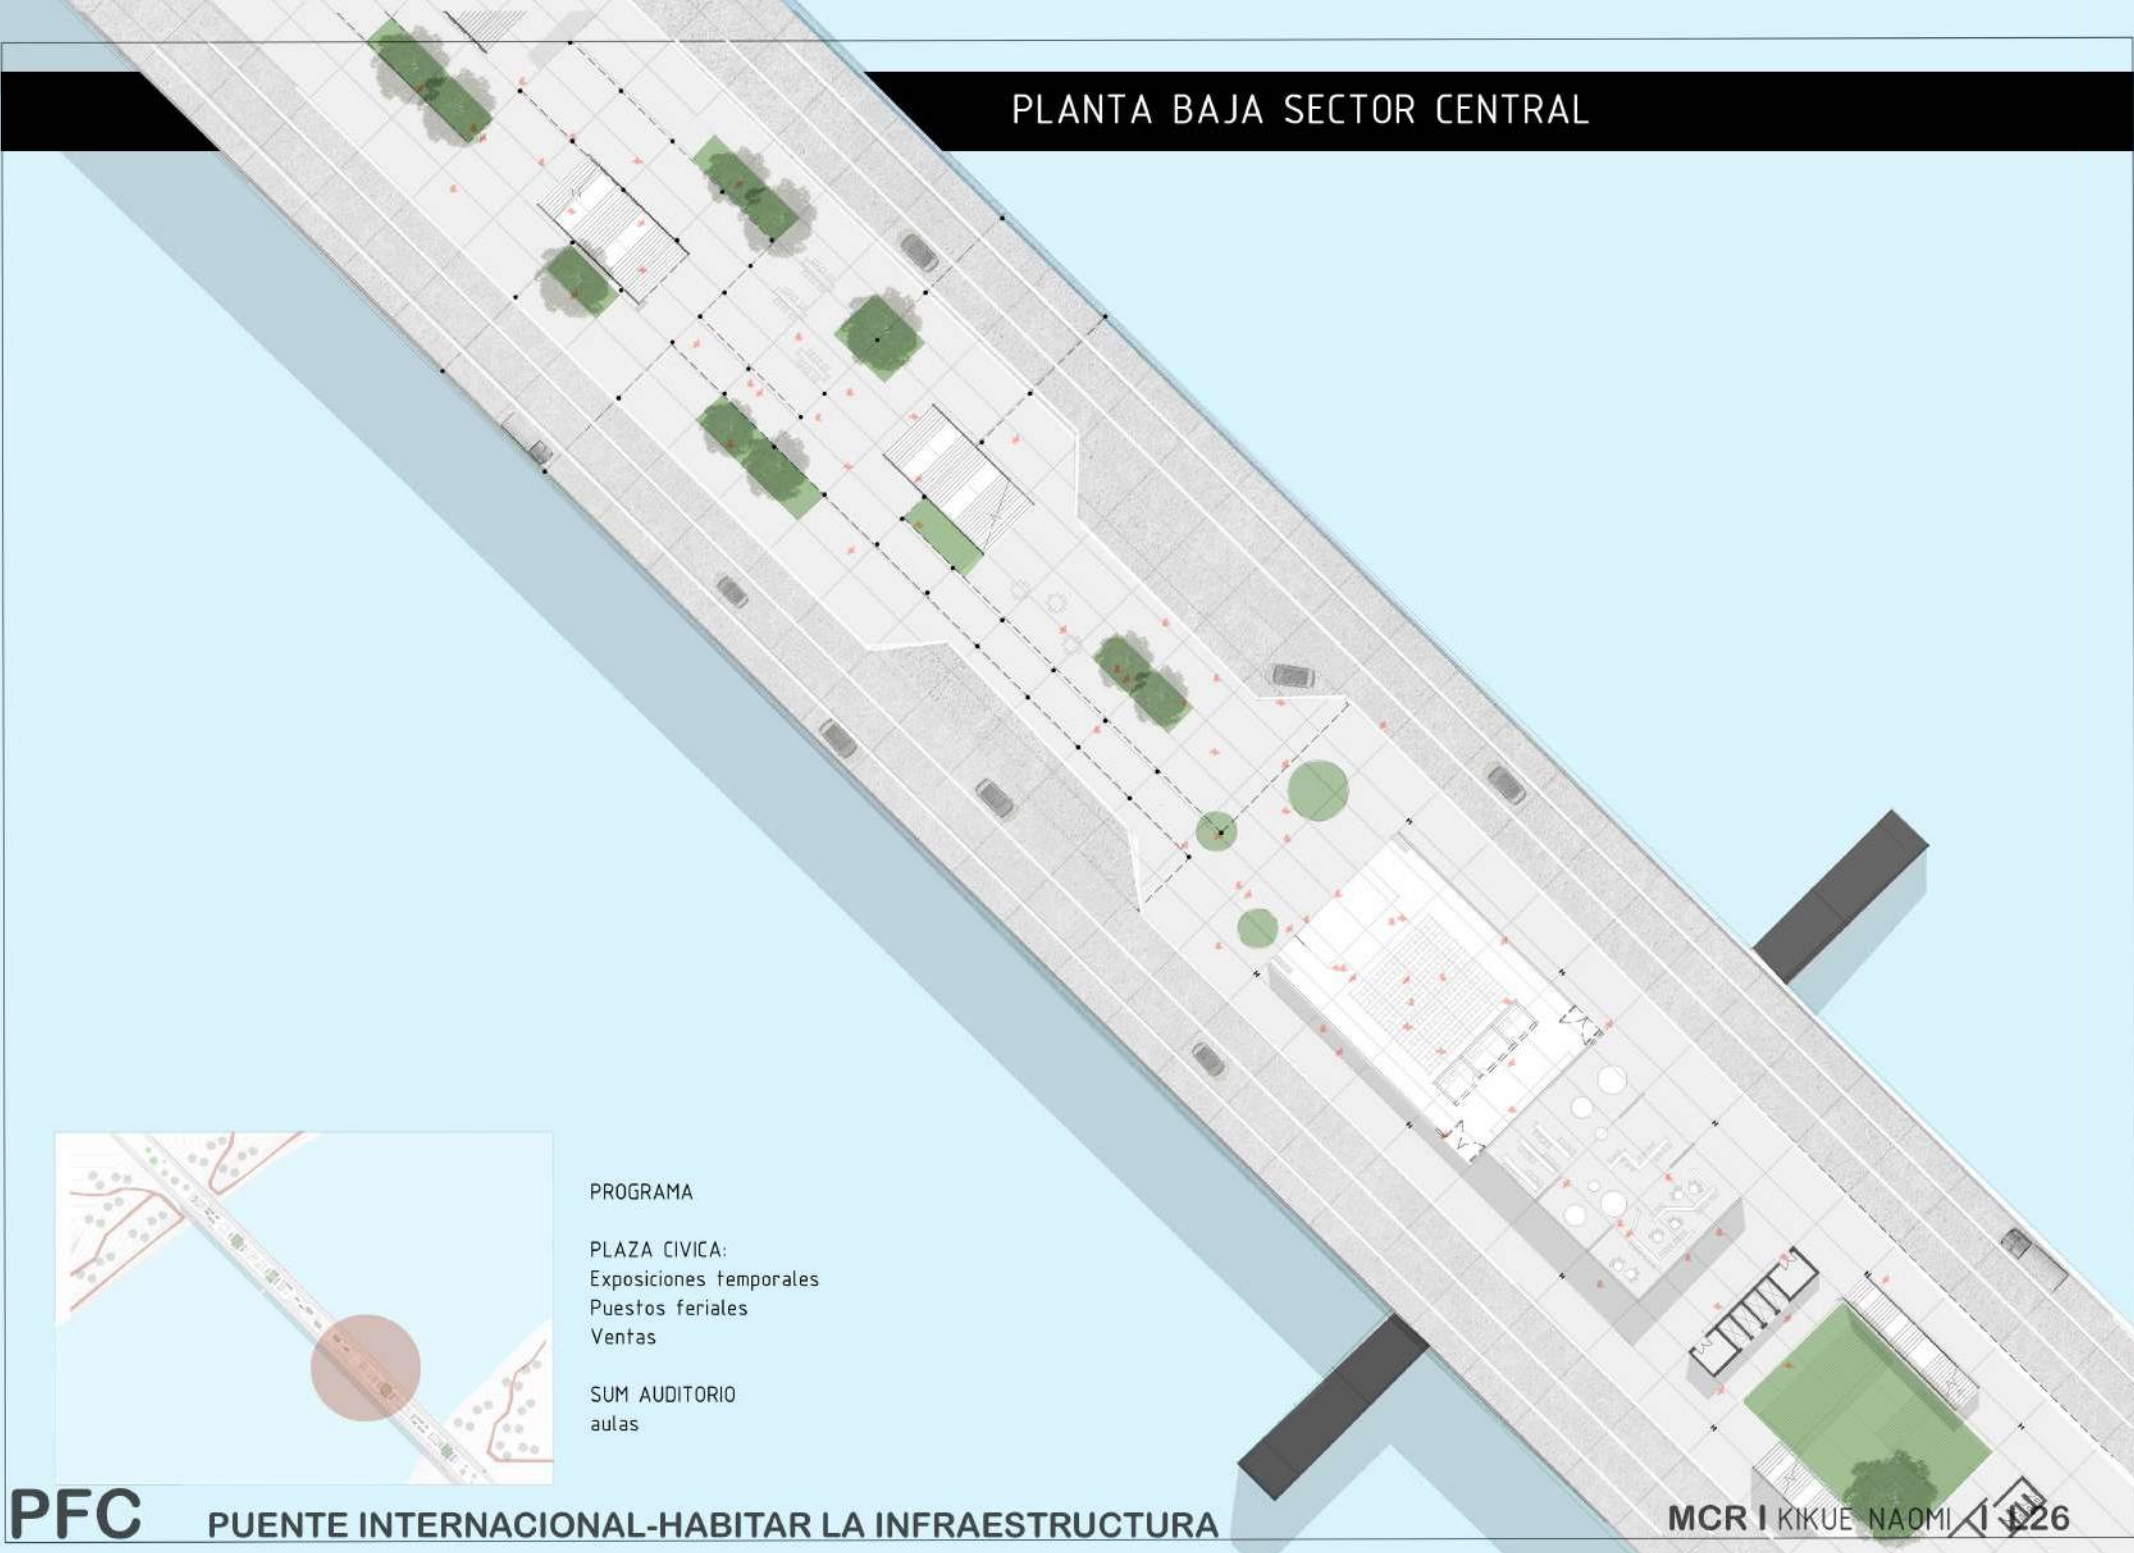 PLANTA BAJA SECTOR CENTRAL
PROGRAMA
PLAZA CIVICA:
Exposiciones temporales
Puestos feriales
Ventas
SUM AUDITORIO
aulas
PFC
PUENTE INTERNACIONAL-HABITAR LA INFRAESTRUCTURA
MCR I KIKUE NAOMI